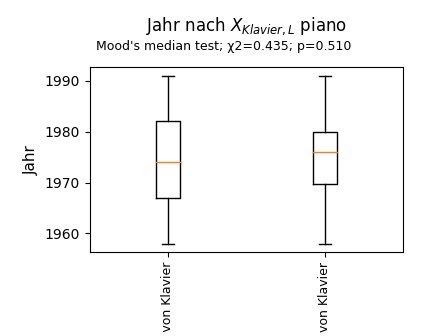 Jahr nach X_{Klavier, L} piano
Mood's median test; χ2=0.435; p=0.510
Jahr
1990
1980
1970
1960
von Klavier
von Klavier